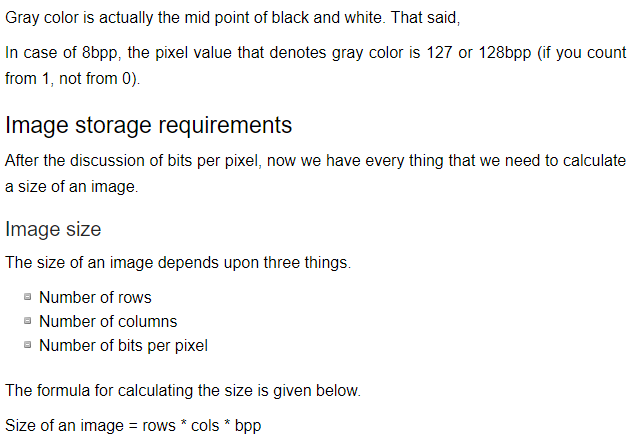 Gray color is actually the mid point of black and white. That said,
In case of 8bpp, the pixel value that denotes gray color is 127 or 128bpp (if you count
from 1, not from 0).
Image storage requirements
After the discussion of bits per pixel, now we have every thing that we need to calculate
a size of an image.
Image size
The size of an image depends upon three things.
Number of rows
Number of columns
Number of bits per pixel
The formula for calculating the size is given below.
Size of an image = rows * cols * bpp